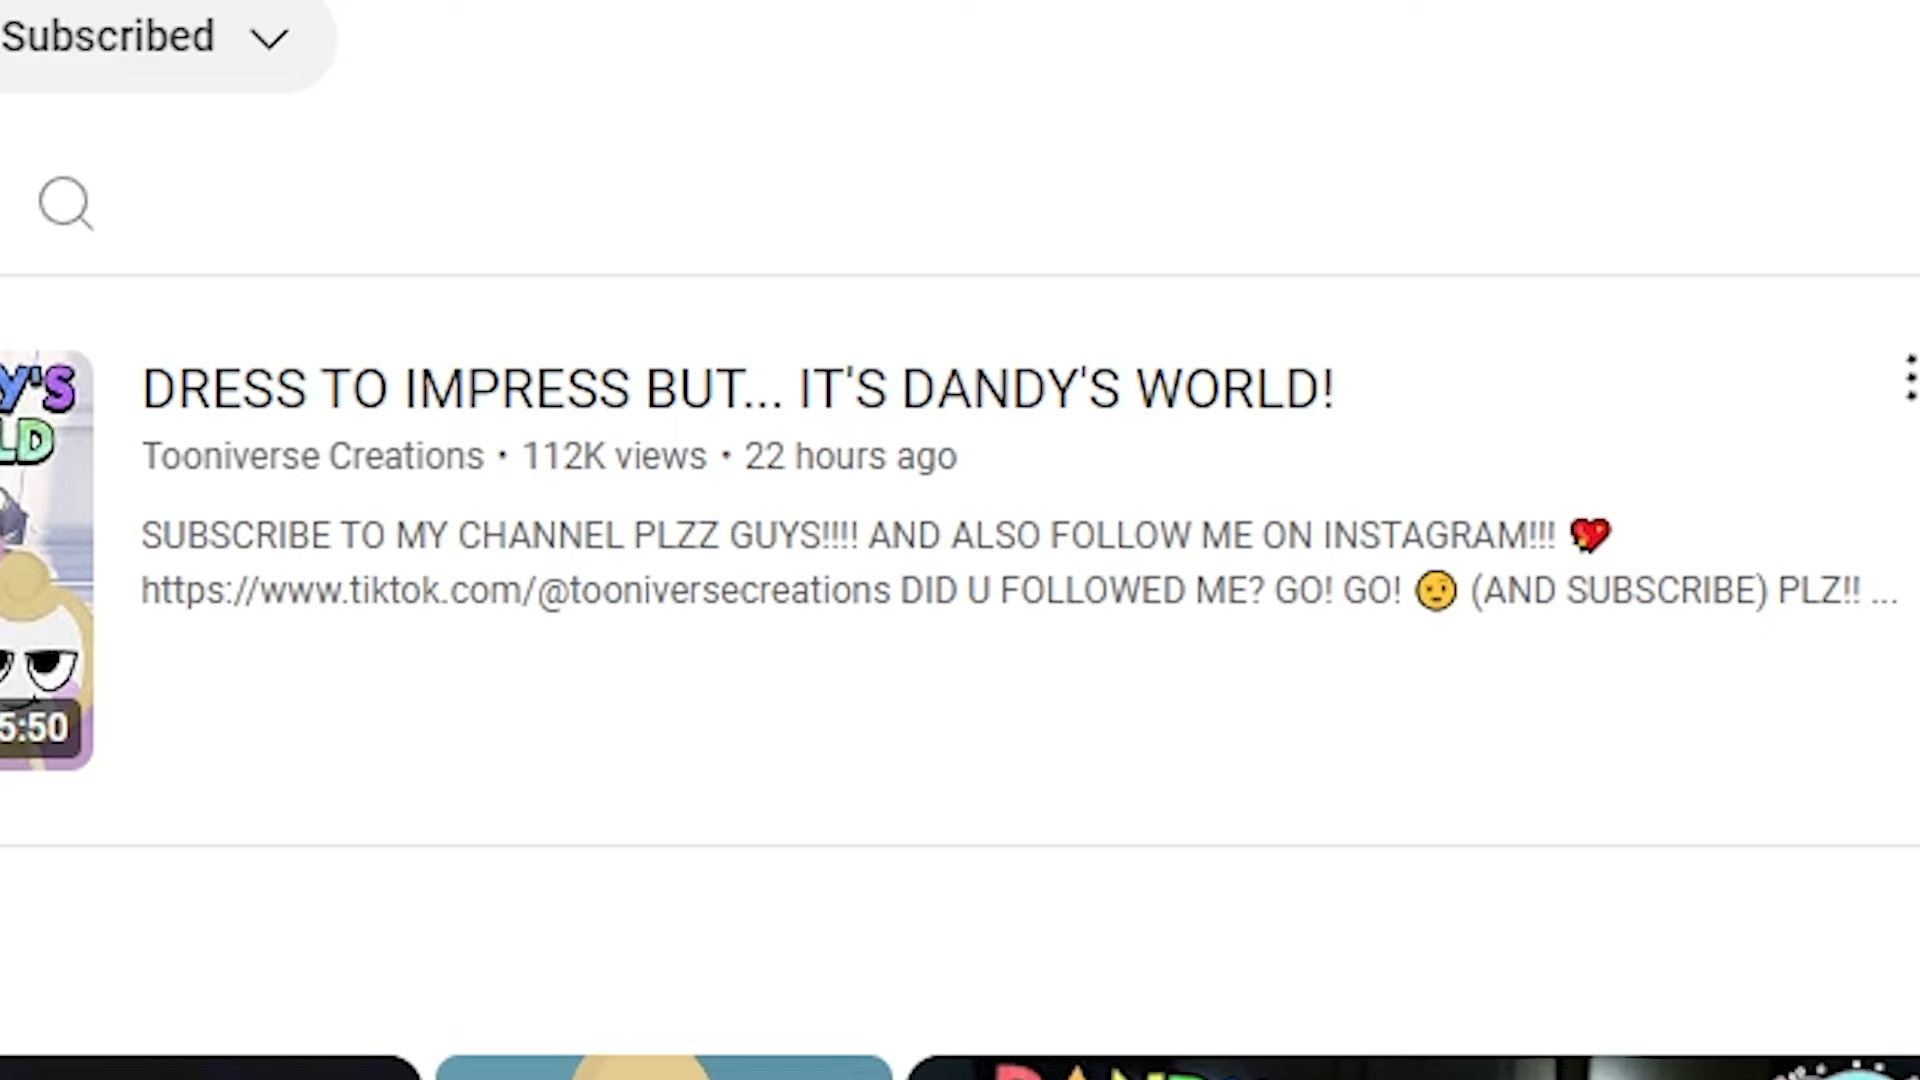 Subscribed
Y'S
LD
5:50
DRESS TO IMPRESS BUT... IT'S DANDY'S WORLD!
Tooniverse Creations • 112K views • 22 hours ago
SUBSCRIBE TO MY CHANNEL PLZZ GUYS!!!! AND ALSO FOLLOW ME ON INSTAGRAM!!! 💖
https://www.tiktok.com/@tooniversecreations DID U FOLLOWED ME? GO! GO! 😉 (AND SUBSCRIBE) PLZ!! ...